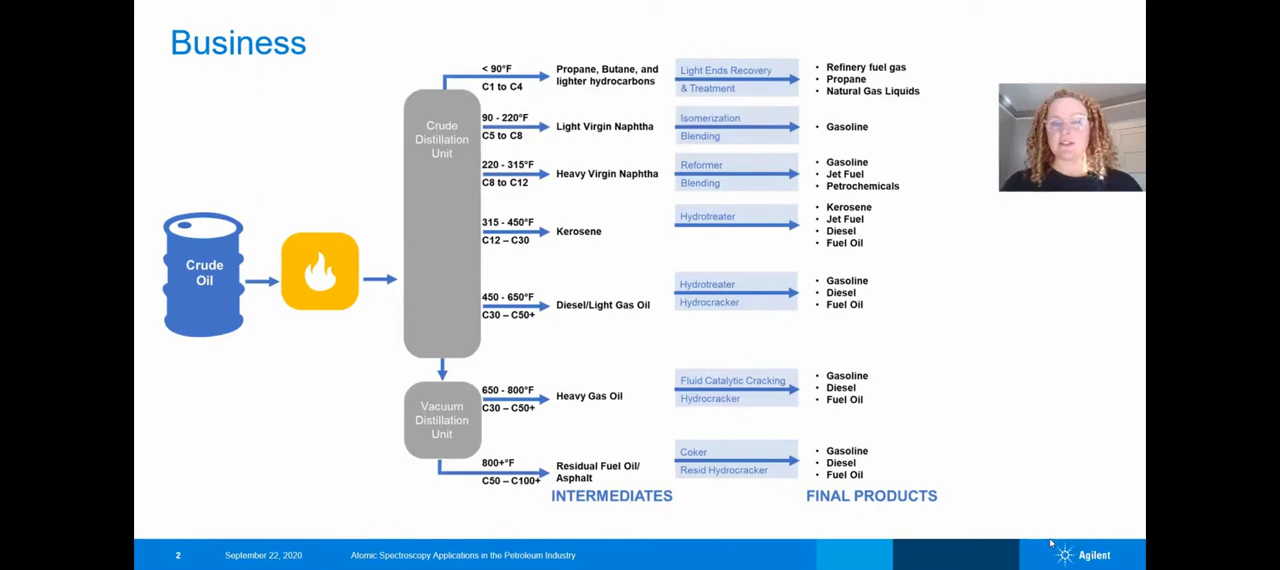 Business
< 90°F
C1 to C4
Propane, Butane, and
lighter hydrocarbons
Light Ends Recovery
& Treatment
• Refinery fuel gas
• Propane
• Natural Gas Liquids
Crude
Distillation
Unit
90 - 220°F
C5 to C8
Light Virgin Naphtha
Isomerization
Blending
• Gasoline
220 - 315°F
C8 to C12
Heavy Virgin Naphtha
Reformer
Blending
• Gasoline
• Jet Fuel
• Petrochemicals
315 - 450°F
C12 – C30
Kerosene
Hydrotreater
• Kerosene
• Jet Fuel
• Diesel
• Fuel Oil
Crude
Oil
450 - 650°F
C30 – C50+
Diesel/Light Gas Oil
Hydrotreater
Hydrocracker
• Gasoline
• Diesel
• Fuel Oil
Vacuum
Distillation
Unit
650 - 800°F
C30 – C50+
Heavy Gas Oil
Fluid Catalytic Cracking
Hydrocracker
• Gasoline
• Diesel
• Fuel Oil
800+°F
C50 – C100+
Residual Fuel Oil/
Asphalt
Coker
Resid Hydrocracker
• Gasoline
• Diesel
• Fuel Oil
INTERMEDIATES
FINAL PRODUCTS
2
September 22, 2020
Atomic Spectroscopy Applications in the Petroleum Industry
Agilent